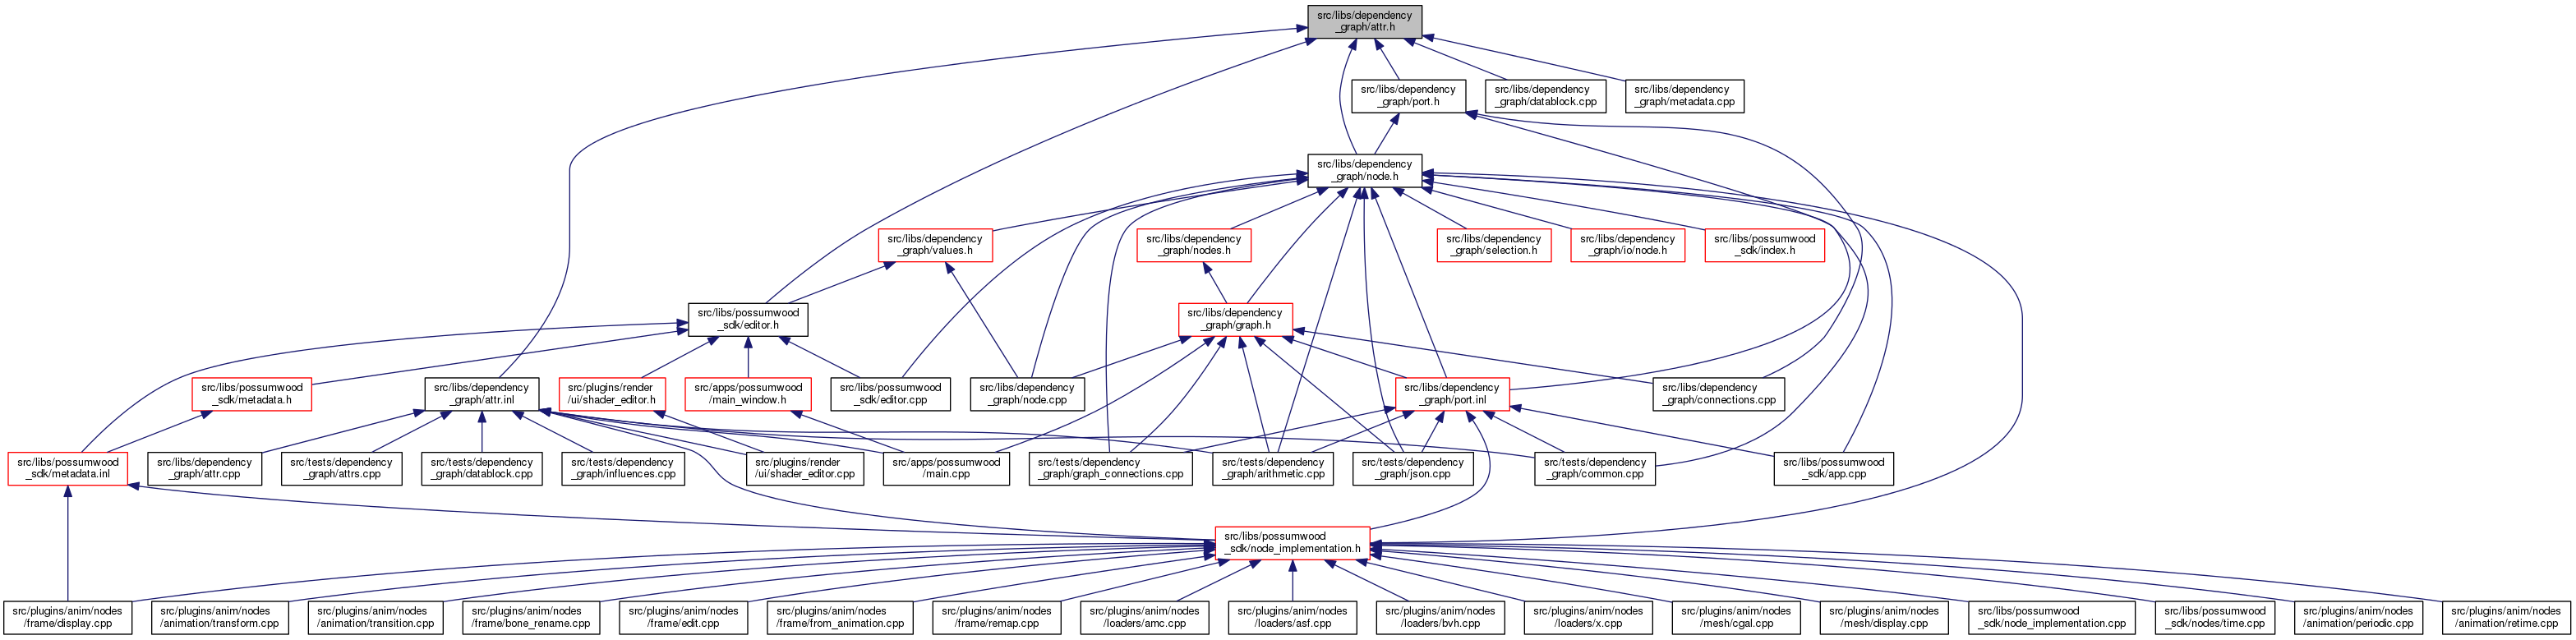 src/libs/dependency
_graph/attr.h
src/libs/dependency
_graph/port.h
src/libs/dependency
_graph/datablock.cpp
src/libs/dependency
_graph/metadata.cpp
src/libs/dependency
_graph/node.h
src/libs/dependency
_graph/values.h
src/libs/dependency
_graph/nodes.h
src/libs/dependency
_graph/selection.h
src/libs/dependency
_graph/io/node.h
src/libs/possumwood
_sdk/index.h
src/libs/possumwood
_sdk/editor.h
src/libs/dependency
_graph/graph.h
src/libs/possumwood
_sdk/metadata.h
src/libs/dependency
_graph/attr.inl
src/plugins/render
/ui/shader_editor.h
src/apps/possumwood
/main_window.h
src/libs/possumwood
_sdk/editor.cpp
src/libs/dependency
_graph/node.cpp
src/libs/dependency
_graph/port.inl
src/libs/dependency
_graph/connections.cpp
src/libs/possumwood
_sdk/metadata.inl
src/libs/dependency
_graph/attr.cpp
src/tests/dependency
_graph/attrs.cpp
src/tests/dependency
_graph/datablock.cpp
src/tests/dependency
_graph/influences.cpp
src/plugins/render
/ui/shader_editor.cpp
src/apps/possumwood
/main.cpp
src/tests/dependency
_graph/graph_connections.cpp
src/tests/dependency
_graph/arithmetic.cpp
src/tests/dependency
_graph/json.cpp
src/tests/dependency
_graph/common.cpp
src/libs/possumwood
_sdk/app.cpp
src/libs/possumwood
_sdk/node_implementation.h
src/plugins/anim/nodes
/frame/display.cpp
src/plugins/anim/nodes
/animation/transform.cpp
src/plugins/anim/nodes
/animation/transition.cpp
src/plugins/anim/nodes
/frame/bone_rename.cpp
src/plugins/anim/nodes
/frame/edit.cpp
src/plugins/anim/nodes
/frame/from_animation.cpp
src/plugins/anim/nodes
/frame/remap.cpp
src/plugins/anim/nodes
/loaders/amc.cpp
src/plugins/anim/nodes
/loaders/asf.cpp
src/plugins/anim/nodes
/loaders/bvh.cpp
src/plugins/anim/nodes
/loaders/x.cpp
src/plugins/anim/nodes
/mesh/cgal.cpp
src/plugins/anim/nodes
/mesh/display.cpp
src/libs/possumwood
_sdk/node_implementation.cpp
src/libs/possumwood
_sdk/nodes/time.cpp
src/plugins/anim/nodes
/animation/periodic.cpp
src/plugins/anim/nodes
/animation/retime.cpp